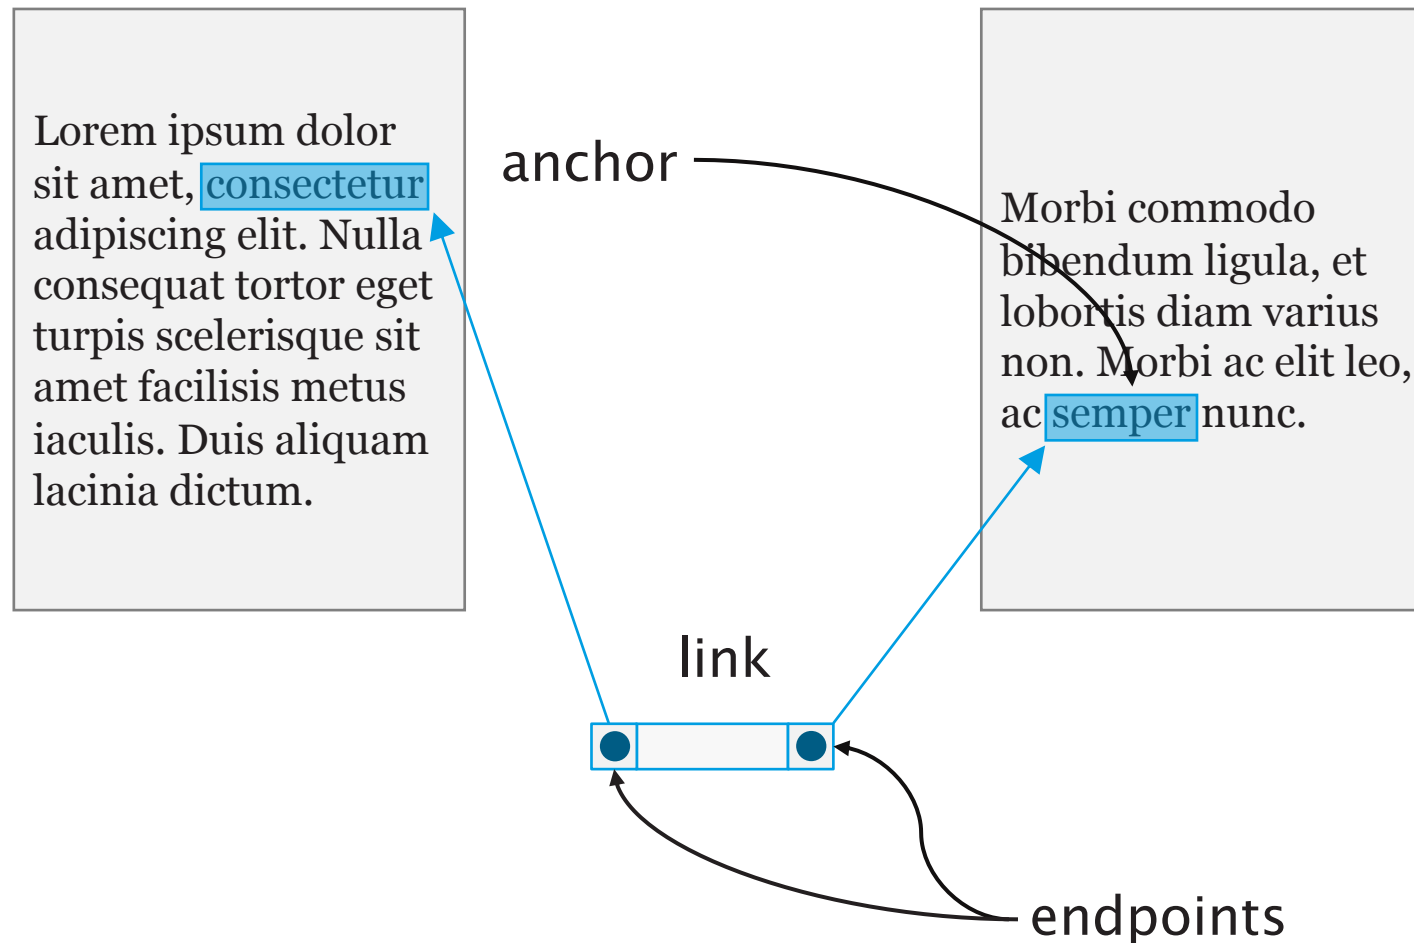 Lorem ipsum dolor
sit amet, consectetur
adipiscing elit. Nulla
consequat tortor eget
turpis scelerisque sit
amet facilisis metus
iaculis. Duis aliquam
lacinia dictum.
anchor
Morbi commodo
bibendum ligula, et
lobortis diam varius
non. Morbi ac elit leo,
ac semper nunc.
link
endpoints